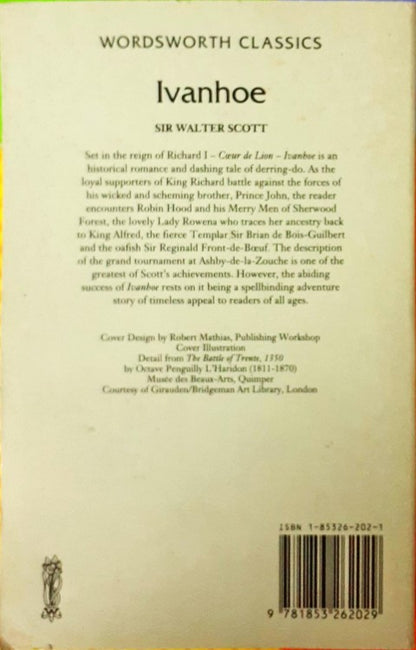 WORDSWORTH CLASSICS
Ivanhoe
SIR WALTER SCOTT
Set in the reign of Richard I – Cœur de Lion – Ivanhoe is an
historical romance and dashing tale of derring-do. As the
loyal supporters of King Richard battle against the forces of
his wicked and scheming brother, Prince John, the reader
encounters Robin Hood and his Merry Men of Sherwood
Forest, the lovely Lady Rowena who traces her ancestry back
to King Alfred, the fierce Templar Sir Brian de Bois-Guilbert
and the oafish Sir Reginald Front-de-Bœuf. The description
of the grand tournament at Ashby-de-la-Zouche is one of the
greatest of Scott's achievements. However, the abiding
success of Ivanhoe rests on it being a spellbinding adventure
story of timeless appeal to readers of all ages.
Cover Design by Robert Mathias, Publishing Workshop
Cover Illustration
Detail from The Battle of Trente, 1350
by Octave Penguilly L'Haridon (1811-1870)
Musée des Beaux-Arts, Quimper
Courtesy of Giraudon/Bridgeman Art Library, London
ISBN 1-85326-202-1
9 781853 262029